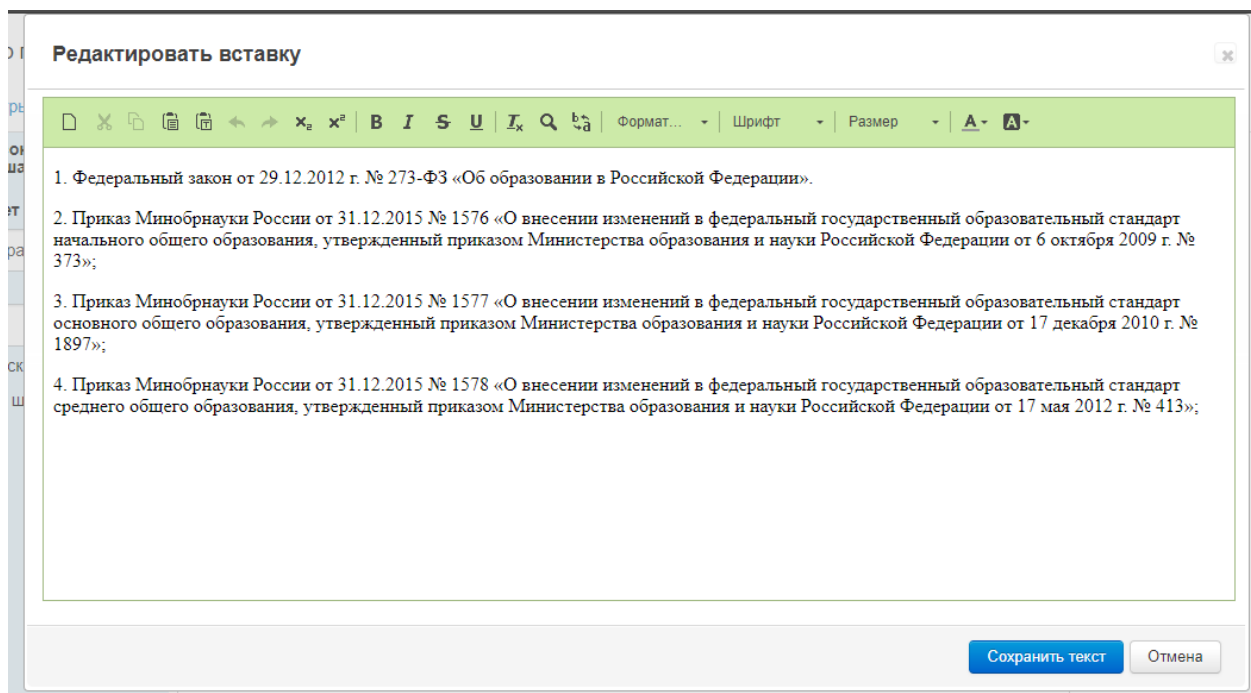 Редактировать вставку
Формат...
Шрифт
Размер
1. Федеральный закон от 29.12.2012 г. № 273-ФЗ «Об образовании в Российской Федерации».
2. Приказ Минобрнауки России от 31.12.2015 № 1576 «О внесении изменений в федеральный государственный образовательный стандарт
начального общего образования, утвержденный приказом Министерства образования и науки Российской Федерации от 6 октября 2009 г. №
373»;
3. Приказ Минобрнауки России от 31.12.2015 № 1577 «О внесении изменений в федеральный государственный образовательный стандарт
основного общего образования, утвержденный приказом Министерства образования и науки Российской Федерации от 17 декабря 2010 г. №
1897»;
4. Приказ Минобрнауки России от 31.12.2015 № 1578 «О внесении изменений в федеральный государственный образовательный стандарт
среднего общего образования, утвержденный приказом Министерства образования и науки Российской Федерации от 17 мая 2012 г. № 413»;
Сохранить текст
Отмена